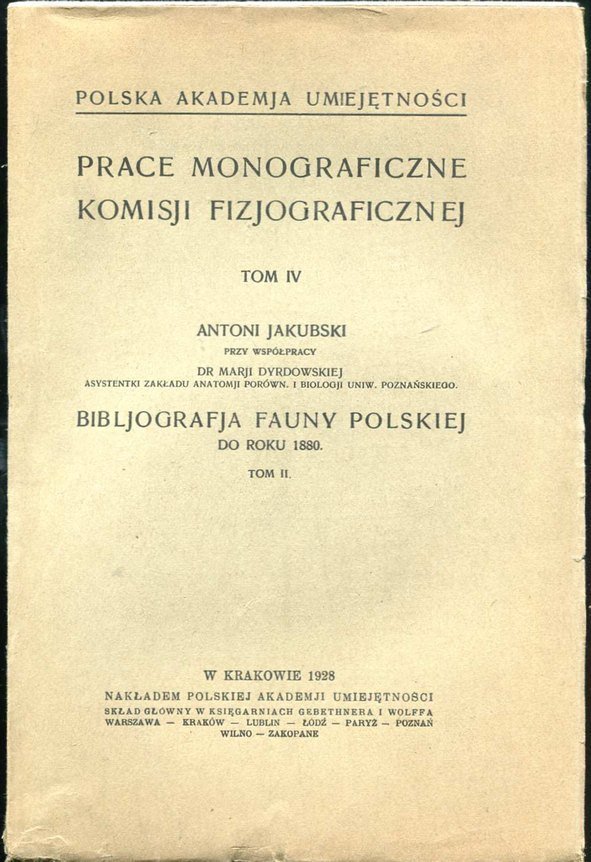 POLSKA AKADEMJA UMIEJĘTNOŚCI
PRACE MONOGRAFICZNE
KOMISJI FIZJOGRAFICZNEJ
TOM IV
ANTONI JAKUBSKI
PRZY WSPÓŁPRACY
DR MARJI DYRDOWSKIEJ
ASYSTENTKI ZAKŁADU ANATOMJI PORÓWN. I BIOLOGJI UNIW. POZNAŃSKIEGO.
BIBLJOGRAFJA FAUNY POLSKIEJ
DO ROKU 1880.
TOM II.
W KRAKOWIE 1928
NAKŁADEM POLSKIEJ AKADEMJI UMIEJĘTNOŚCI
SKŁAD GŁÓWNY W KSIĘGARNIACH GEBETHNERA I WOLFFA
WARSZAWA — KRAKÓW — LUBLIN — ŁÓDŹ — PARYŻ — POZNAŃ
WILNO — ZAKOPANE